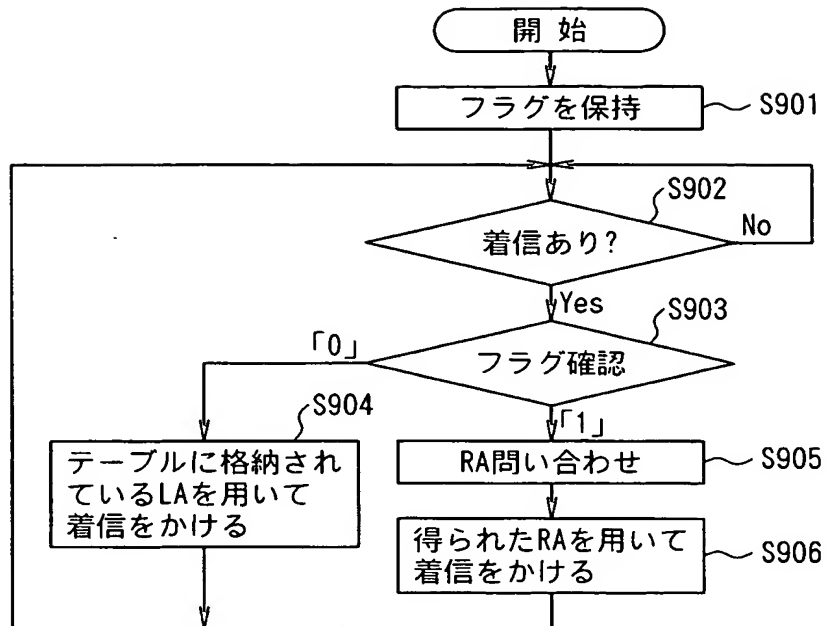 開 始
フラグを保持
S901
S902
着信あり?
No
Yes
S903
「0」
フラグ確認
S904
「1」
テーブルに格納され
ているLAを用いて
着信をかける
RA問い合わせ
S905
得られたRAを用いて
着信をかける
S906